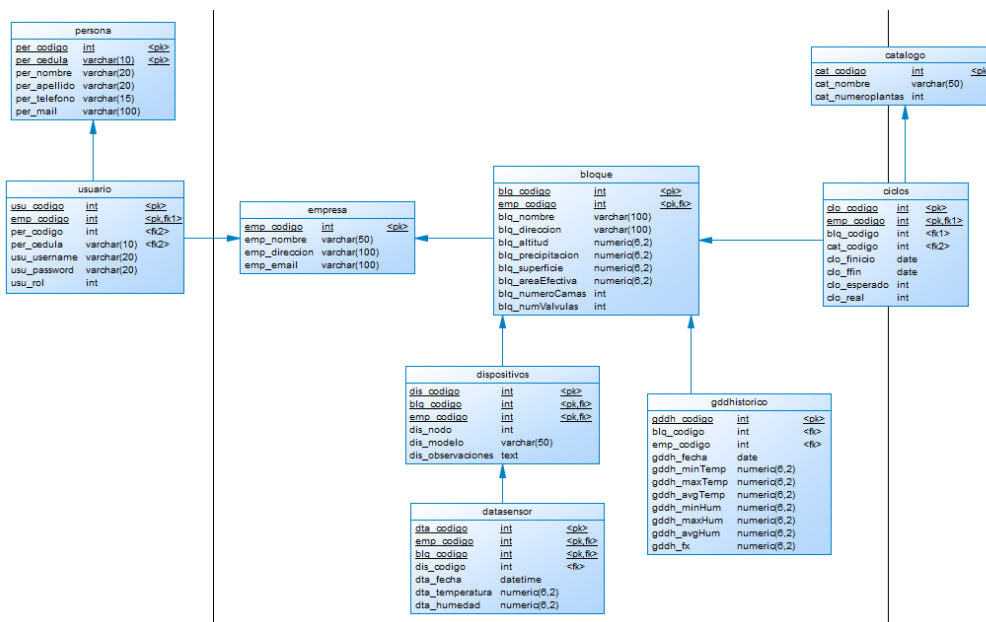 persona
per_codigo int <pk>
per_cedula varchar(10) <pk>
per_nombre varchar(20)
per_apellido varchar(20)
per_telefono varchar(15)
per_mail varchar(100)
usuario
usu_codigo int <pk>
emp_codigo int <pk,fk1>
per_codigo int <fk2>
per_cedula varchar(10) <fk2>
usu_username varchar(20)
usu_password varchar(20)
usu_rol int
empresa
emp_codigo int <pk>
emp_nombre varchar(50)
emp_direccion varchar(100)
emp_email varchar(100)
bloque
blq_codigo int <pk>
emp_codigo int <pk,fk>
blq_nombre varchar(100)
blq_direccion varchar(100)
blq_altitud numeric(6,2)
blq_precipitacion numeric(6,2)
blq_superficie numeric(6,2)
blq_areaEfectiva numeric(6,2)
blq_numeroCamas int
blq_numValvulas int
catalogo
cat_codigo int <pk
cat_nombre varchar(50)
cat_numeroplantas int
ciclos
clo_codigo int <pk>
emp_codigo int <pk,fk1>
blq_codigo int <fk1>
cat_codigo int <fk2>
clo_finicio date
clo_ffin date
clo_esperado int
clo_real int
dispositivos
dis_codigo int <pk>
blq_codigo int <pk,fk>
emp_codigo int <pk,fk>
dis_nodo int
dis_modelo varchar(50)
dis_observaciones text
gddhistorico
gddh_codigo int <pk>
blq_codigo int <fk>
emp_codigo int <fk>
gddh_fecha date
gddh_minTemp numeric(6,2)
gddh_maxTemp numeric(6,2)
gddh_avgTemp numeric(6,2)
gddh_minHum numeric(6,2)
gddh_maxHum numeric(6,2)
gddh_avgHum numeric(6,2)
gddh_fx numeric(6,2)
datasensor
dta_codigo int <pk>
emp_codigo int <pk,fk>
blq_codigo int <pk,fk>
dis_codigo int <fk>
dta_fecha datetime
dta_temperatura numeric(6,2)
dta_humedad numeric(6,2)